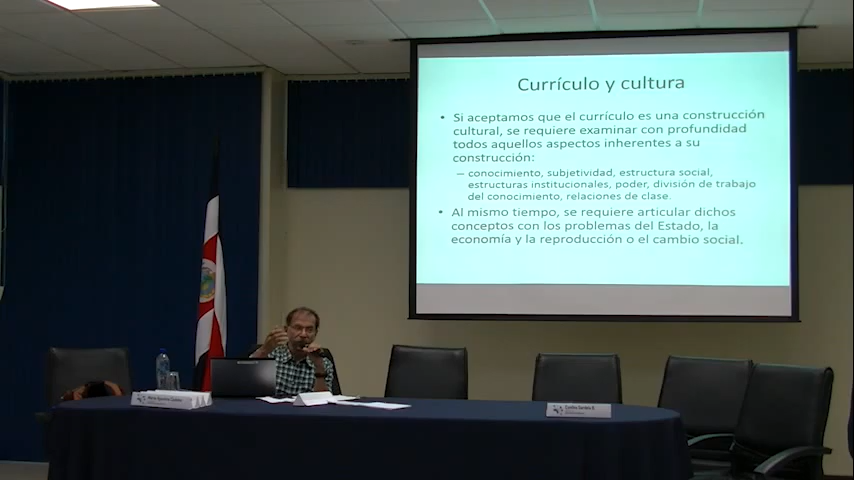 Currículo y cultura
• Si aceptamos que el currículo es una construcción
cultural, se requiere examinar con profundidad
todos aquellos aspectos inherentes a su
construcción:
– conocimiento, subjetividad, estructura social,
estructuras institucionales, poder, división de trabajo
del conocimiento, relaciones de clase.
• Al mismo tiempo, se requiere articular dichos
conceptos con los problemas del Estado, la
economía y la reproducción o el cambio social.